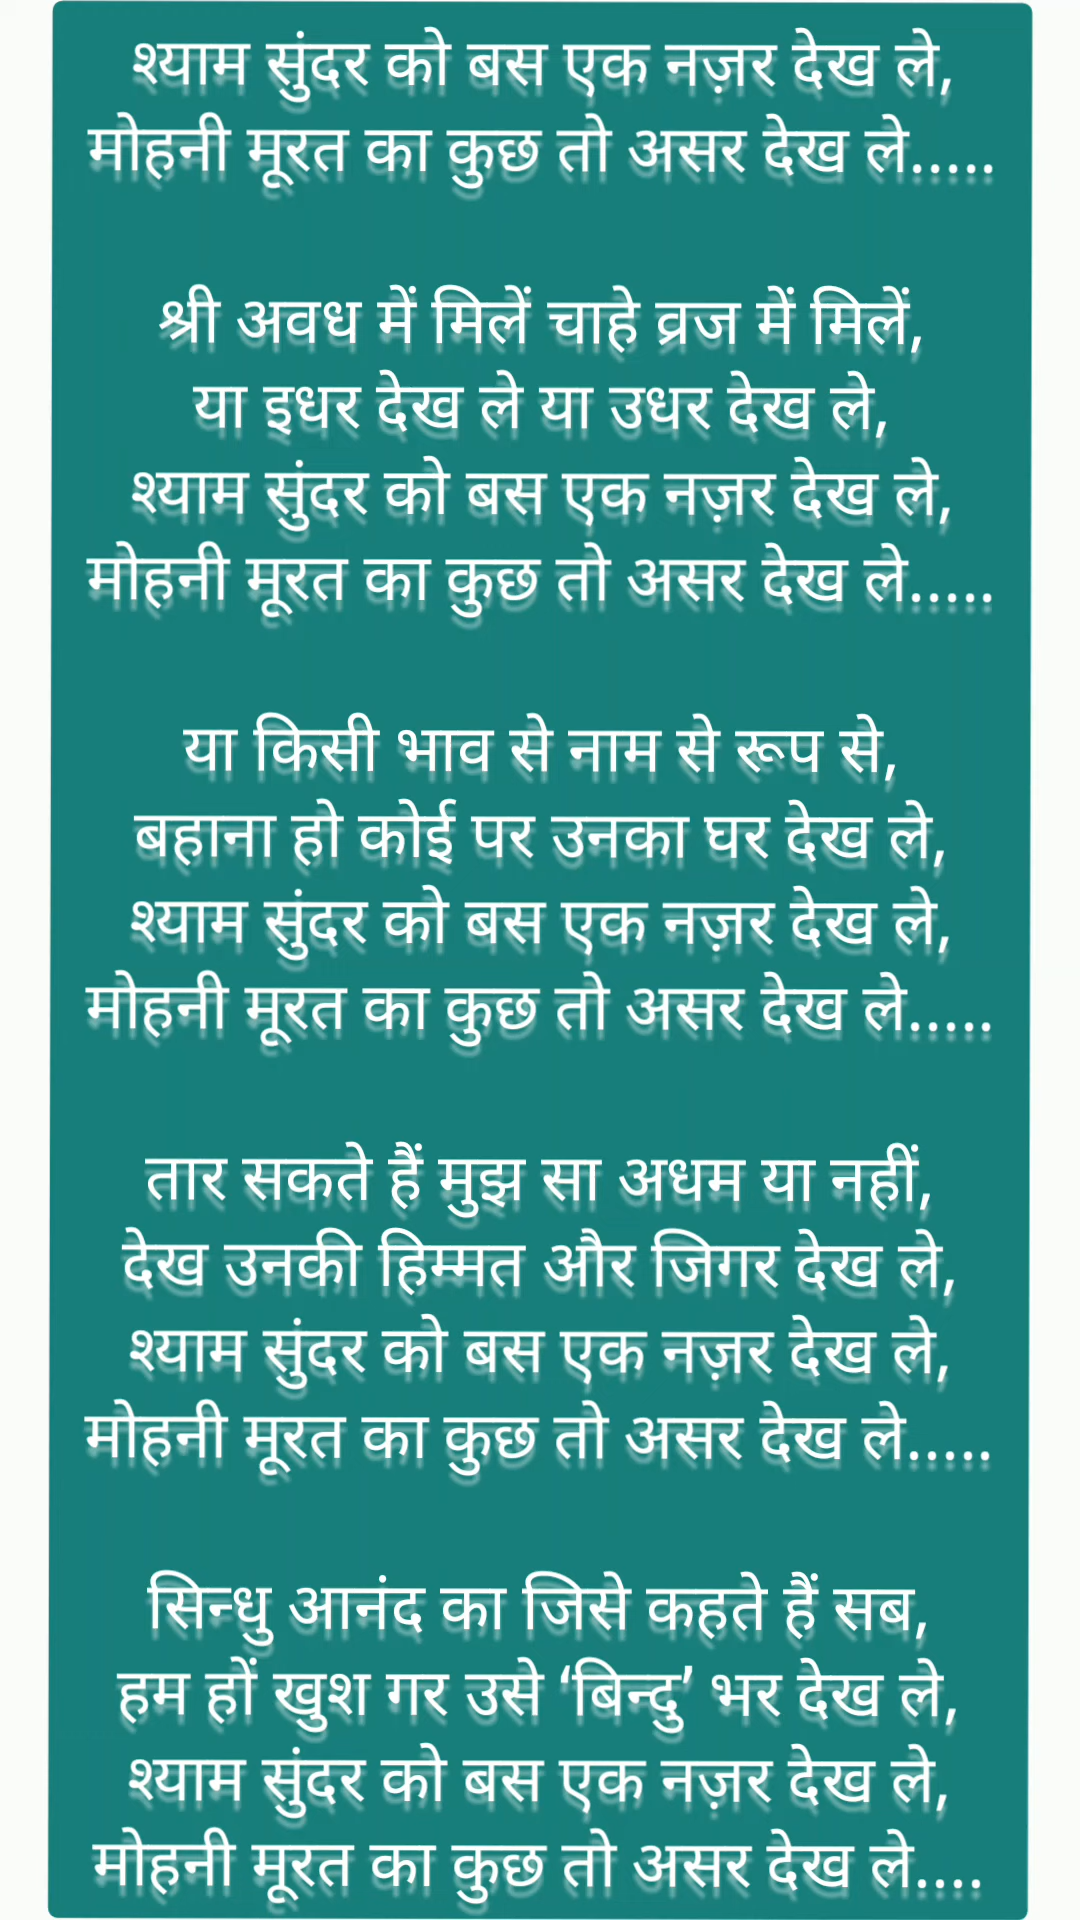 श्याम सुंदर को बस एक नज़र देख ले,
मोहनी मूरत का कुछ तो असर देख ले.....
श्री अवध में मिलें चाहे व्रज में मिलें,
या इधर देख ले या उधर देख ले,
श्याम सुंदर को बस एक नज़र देख ले,
मोहनी मूरत का कुछ तो असर देख ले.....
या किसी भाव से नाम से रूप से,
बहाना हो कोई पर उनका घर देख ले,
श्याम सुंदर को बस एक नज़र देख ले,
मोहनी मूरत का कुछ तो असर देख ले.....
तार सकते हैं मुझ सा अधम या नहीं,
देख उनकी हिम्मत और जिगर देख ले,
श्याम सुंदर को बस एक नज़र देख ले,
मोहनी मूरत का कुछ तो असर देख ले.....
सिन्धु आनंद का जिसे कहते हैं सब,
हम हों खुश गर उसे ‘बिन्दु’ भर देख ले,
श्याम सुंदर को बस एक नज़र देख ले,
मोहनी मूरत का कुछ तो असर देख ले....